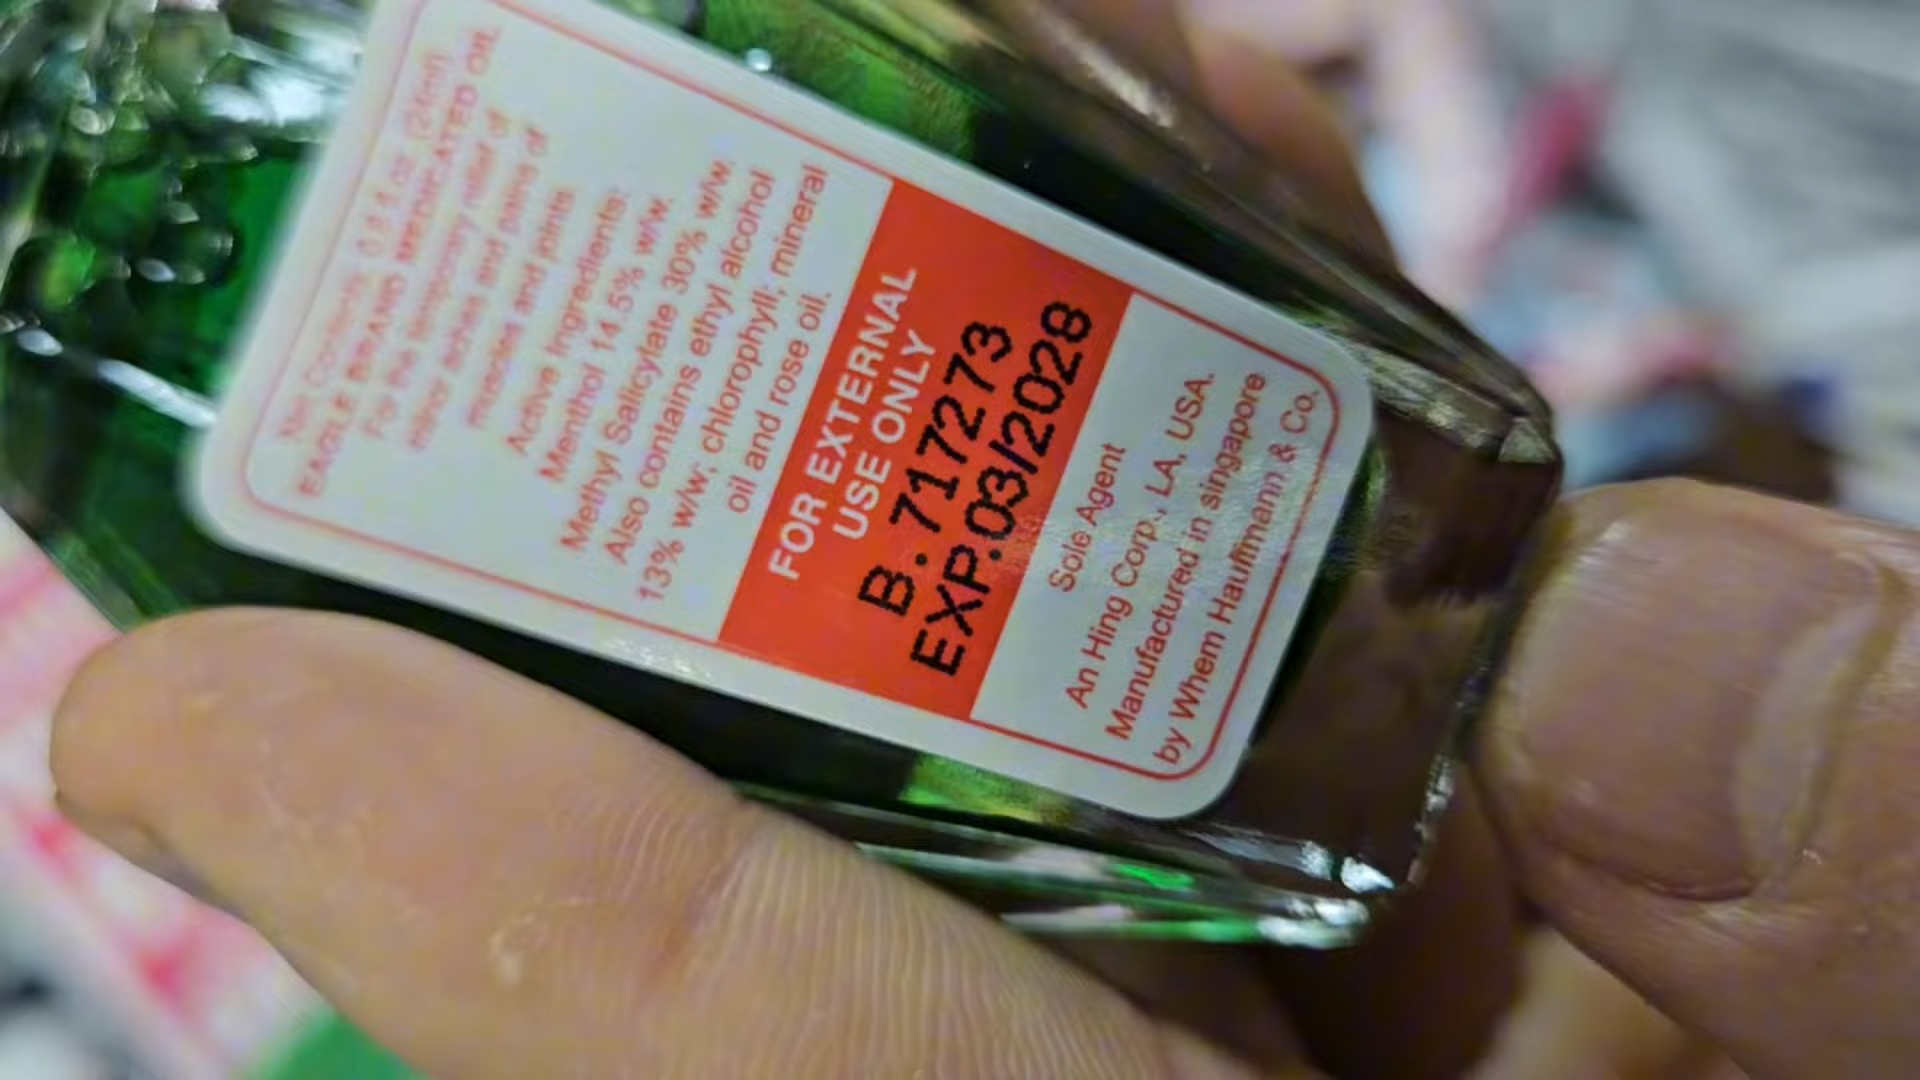 Net Contents 0.8 fl. oz (24ml)
EAGLE BRAND MEDICATED OIL
For the temporary relief of
minor aches and pains of
muscles and joints
Active Ingredients:
Menthol 14.5% w/w.
Methyl Salicylate 30% w/w.
Also contains ethyl alcohol
13% w/w; chlorophyll; mineral
oil and rose oil.
FOR EXTERNAL
USE ONLY
B.717273
EXP.03/2028
Sole Agent
An Hing Corp., LA, USA.
Manufactured in singapore
by Whem Hauffmann & Co.